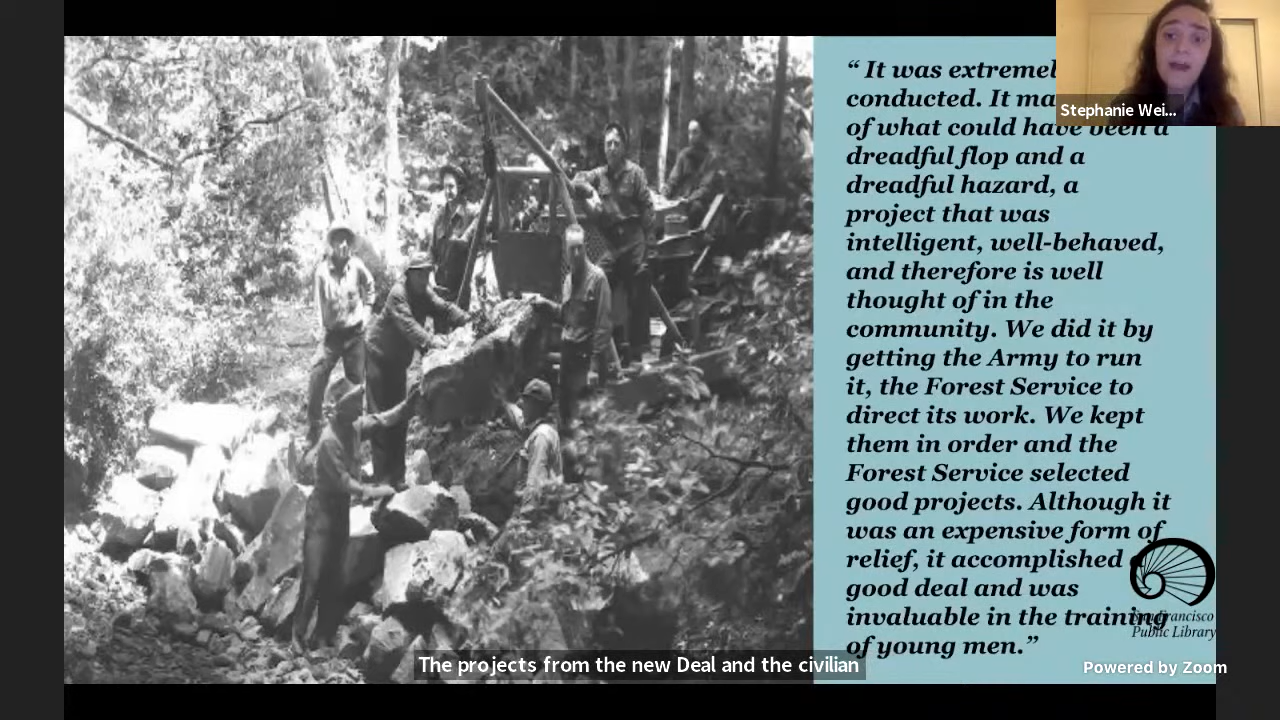 “ It was extremel
conducted. It ma
of what could have been a
dreadful flop and a
dreadful hazard, a
project that was
intelligent, well-behaved,
and therefore is well
thought of in the
community. We did it by
getting the Army to run
it, the Forest Service to
direct its work. We kept
them in order and the
Forest Service selected
good projects. Although it
was an expensive form of
relief, it accomplished a
good deal and was
invaluable in the training
of young men.”
Stephanie Wei...
San Francisco
Public Library
The projects from the new Deal and the civilian
Powered by Zoom